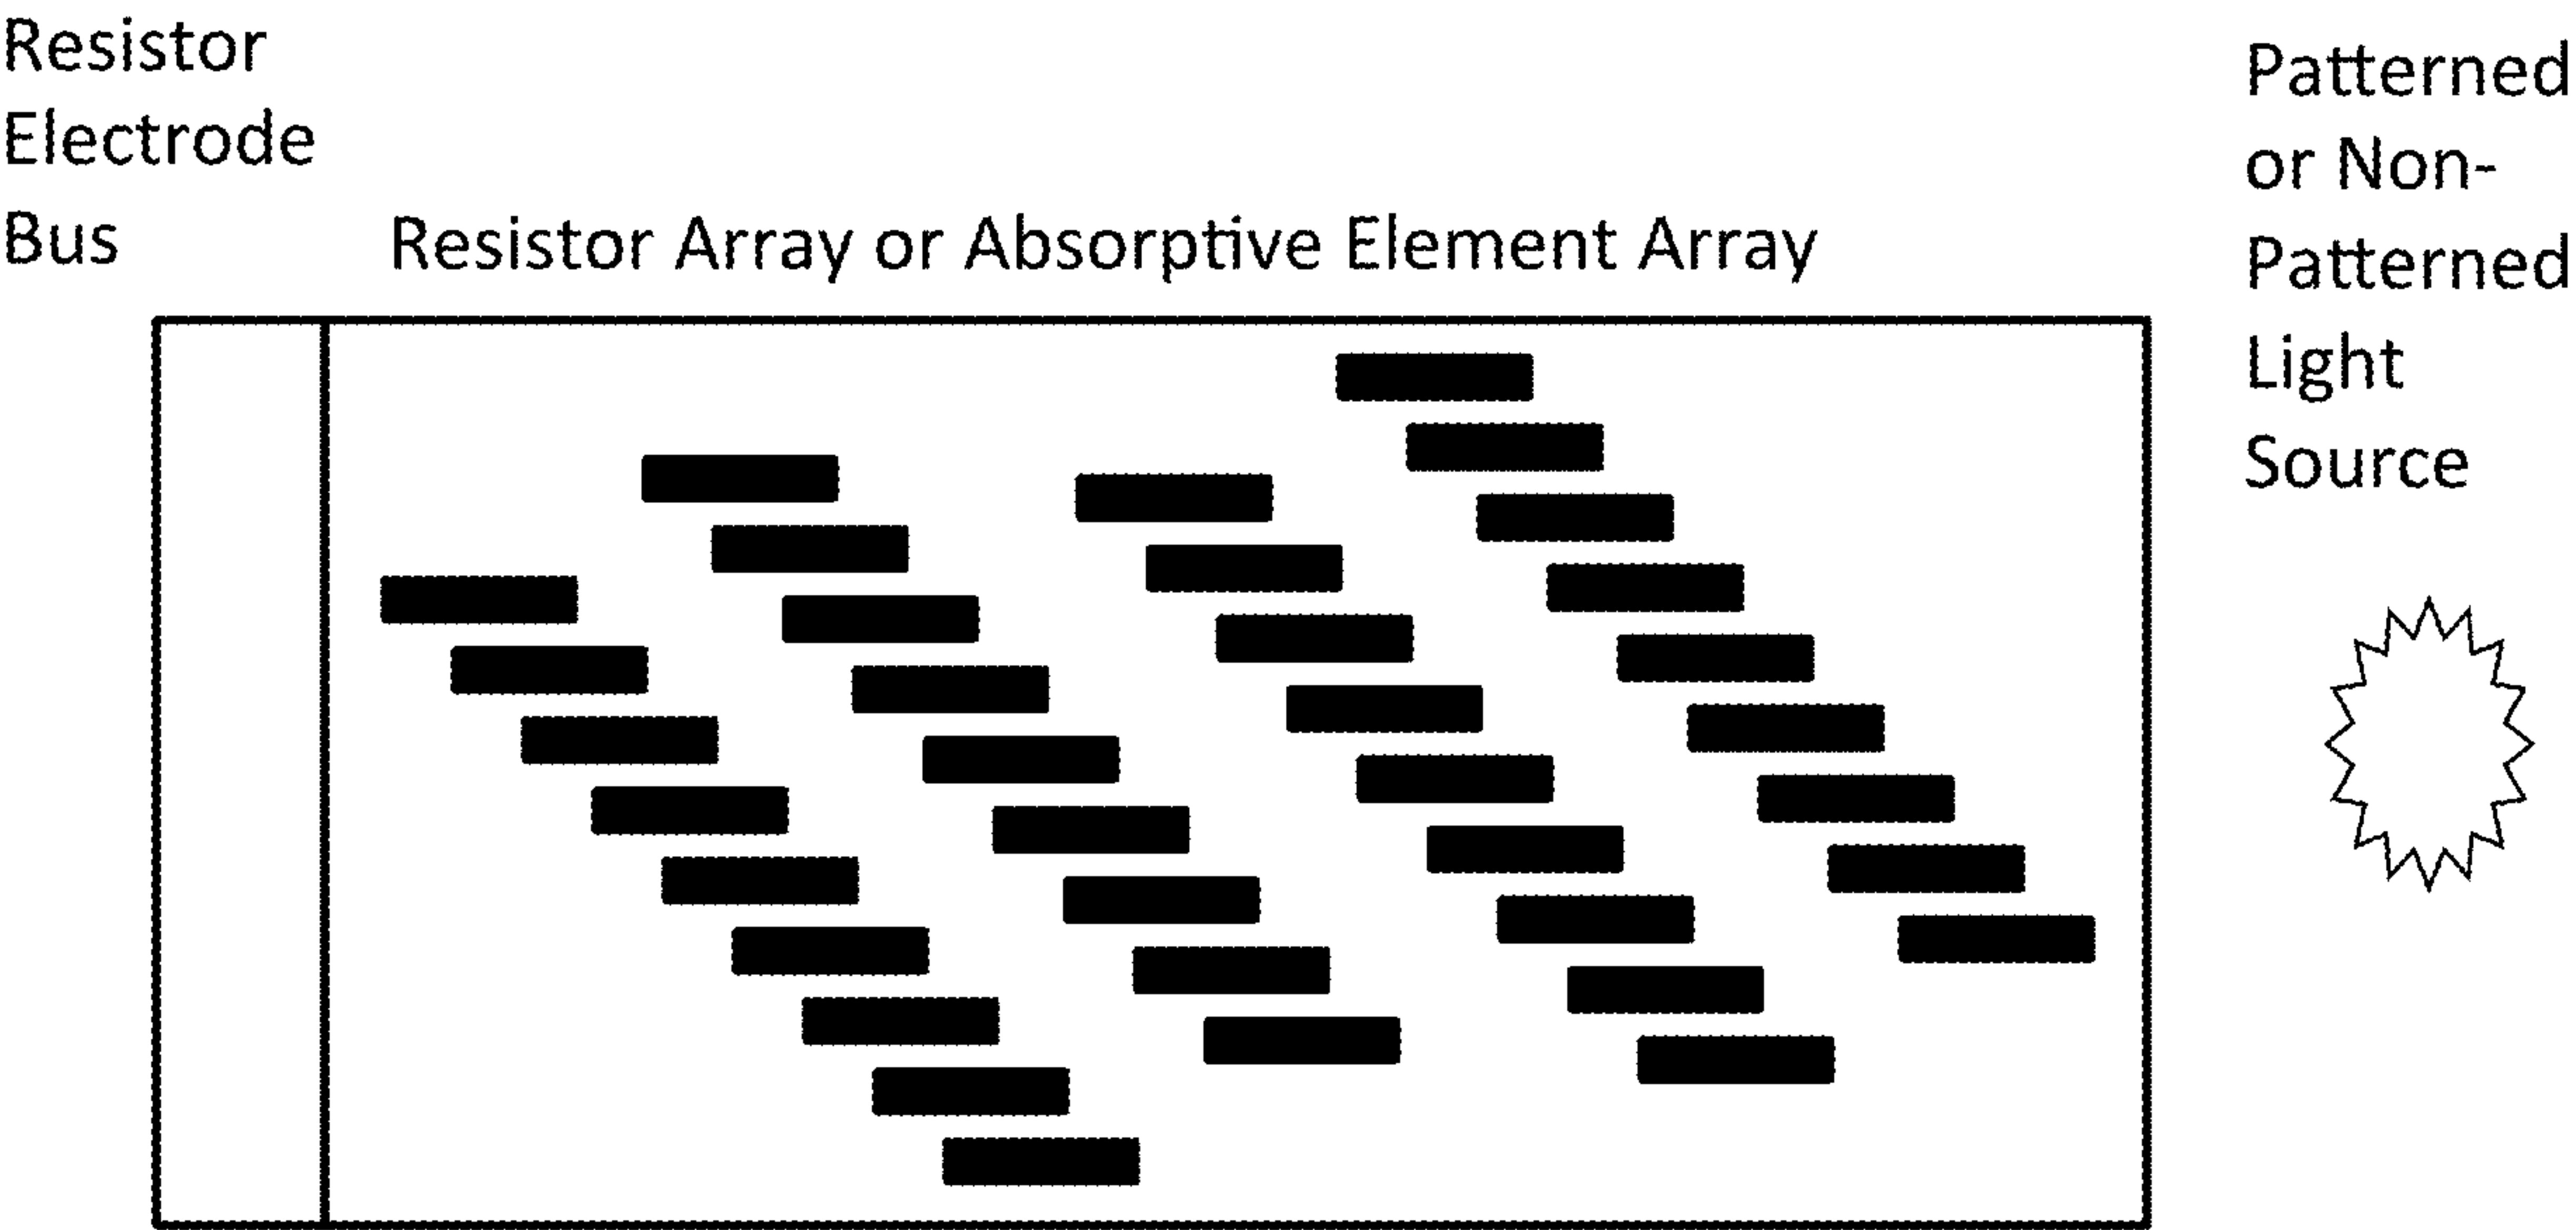 Resistor
Electrode
Bus
Resistor Array or Absorptive Element Array
Patterned
or Non-
Patterned
Light
Source